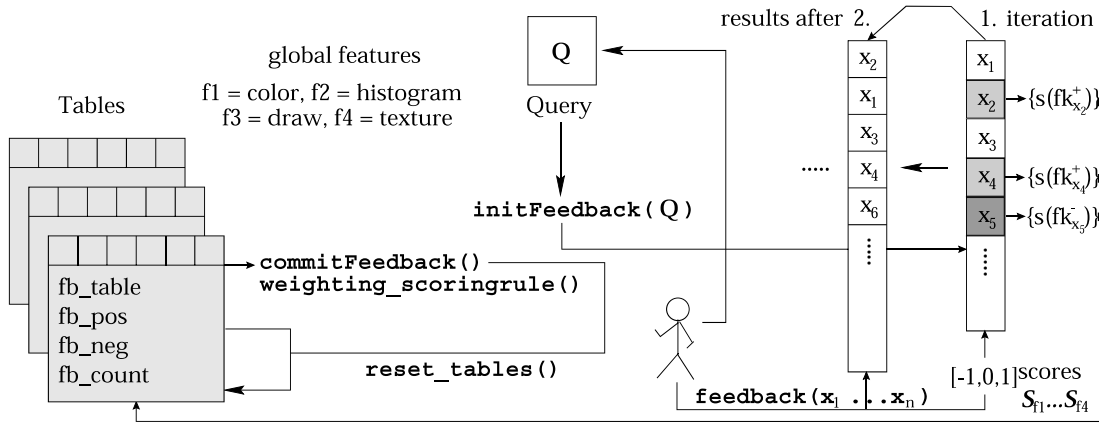 results after 2.
1. iteration
global features
f1 = color, f2 = histogram
f3 = draw, f4 = texture
Q
Query
Tables
x2
x1
x3
x4
x6
x1
x2
x3
x4
x5
{s(fk+x2)}
{s(fk+x4)}
{s(fk-x5)}
.....
initFeedback(Q)
commitFeedback()
weighting_scoringrule()
fb_table
fb_pos
fb_neg
fb_count
reset_tables()
feedback(x1 ...xn)
[-1,0,1] scores
Sf1...Sf4